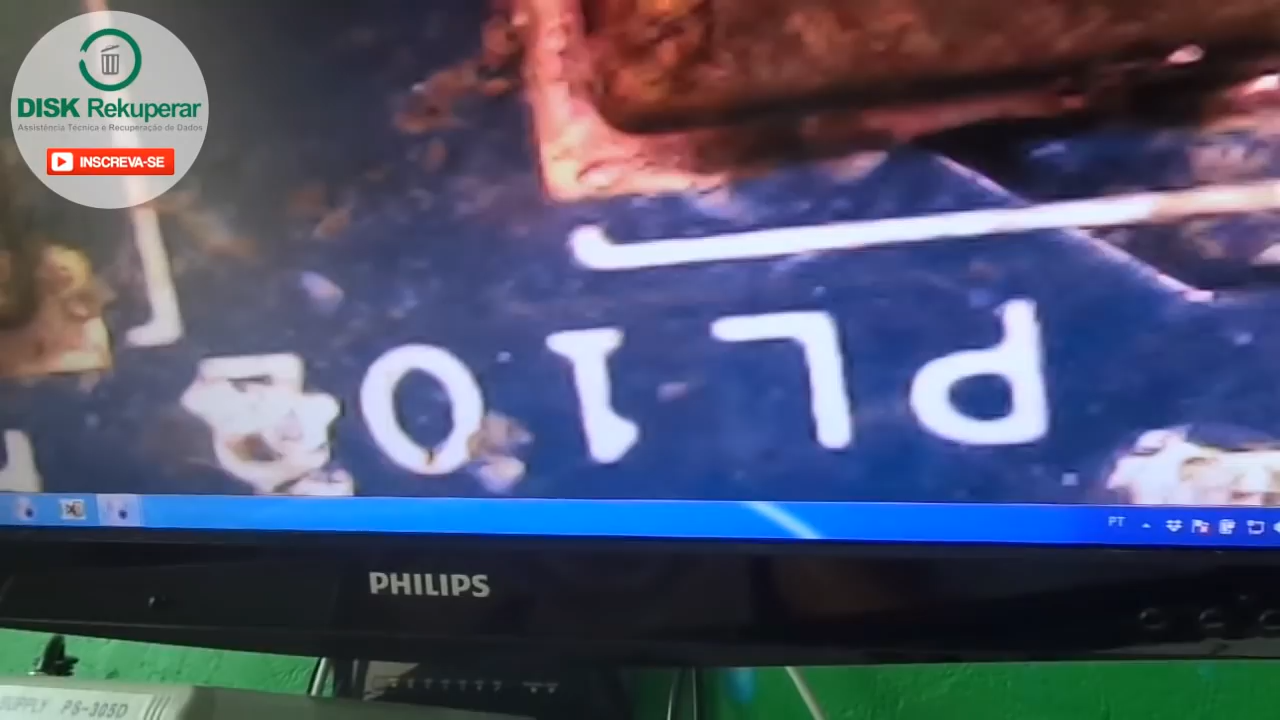 DISK Rekuperar
Assistência Técnica e Recuperação de Dados
INSCREVA-SE
PL10
PT
PHILIPS
SUPPLY PS-305D